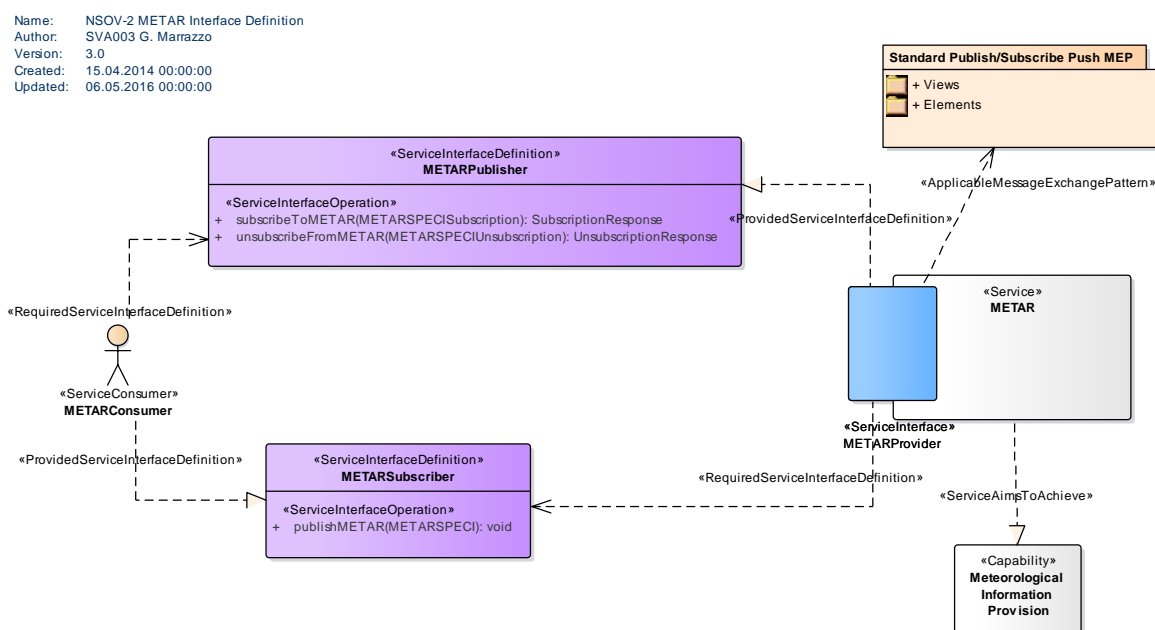 Name: NSOV-2 METAR Interface Definition
Author: SVA003 G. Marrazzo
Version: 3.0
Created: 15.04.2014 00:00:00
Updated: 06.05.2016 00:00:00
Standard Publish/Subscribe Push MEP
+ Views
+ Elements
«ServiceInterfaceDefinition»
METARPublisher
«ServiceInterfaceOperation»
+ subscribeToMETAR(METARSPECISubscription): SubscriptionResponse
+ unsubscribeFromMETAR(METARSPECIUnsubscription): UnsubscriptionResponse
«ApplicableMessageExchangePattern»
«ProvidedServiceInterfaceDefinition»
«RequiredServiceInterfaceDefinition»
«Service»
METAR
«ServiceConsumer»
METARConsumer
«ServiceInterface»
METARProvider
«ProvidedServiceInterfaceDefinition»
«ServiceInterfaceDefinition»
METARSubscriber
«ServiceInterfaceOperation»
+ publishMETAR(METARSPECI): void
«RequiredServiceInterfaceDefinition»
«ServiceAimsToAchieve»
«Capability»
Meteorological
Information
Provision